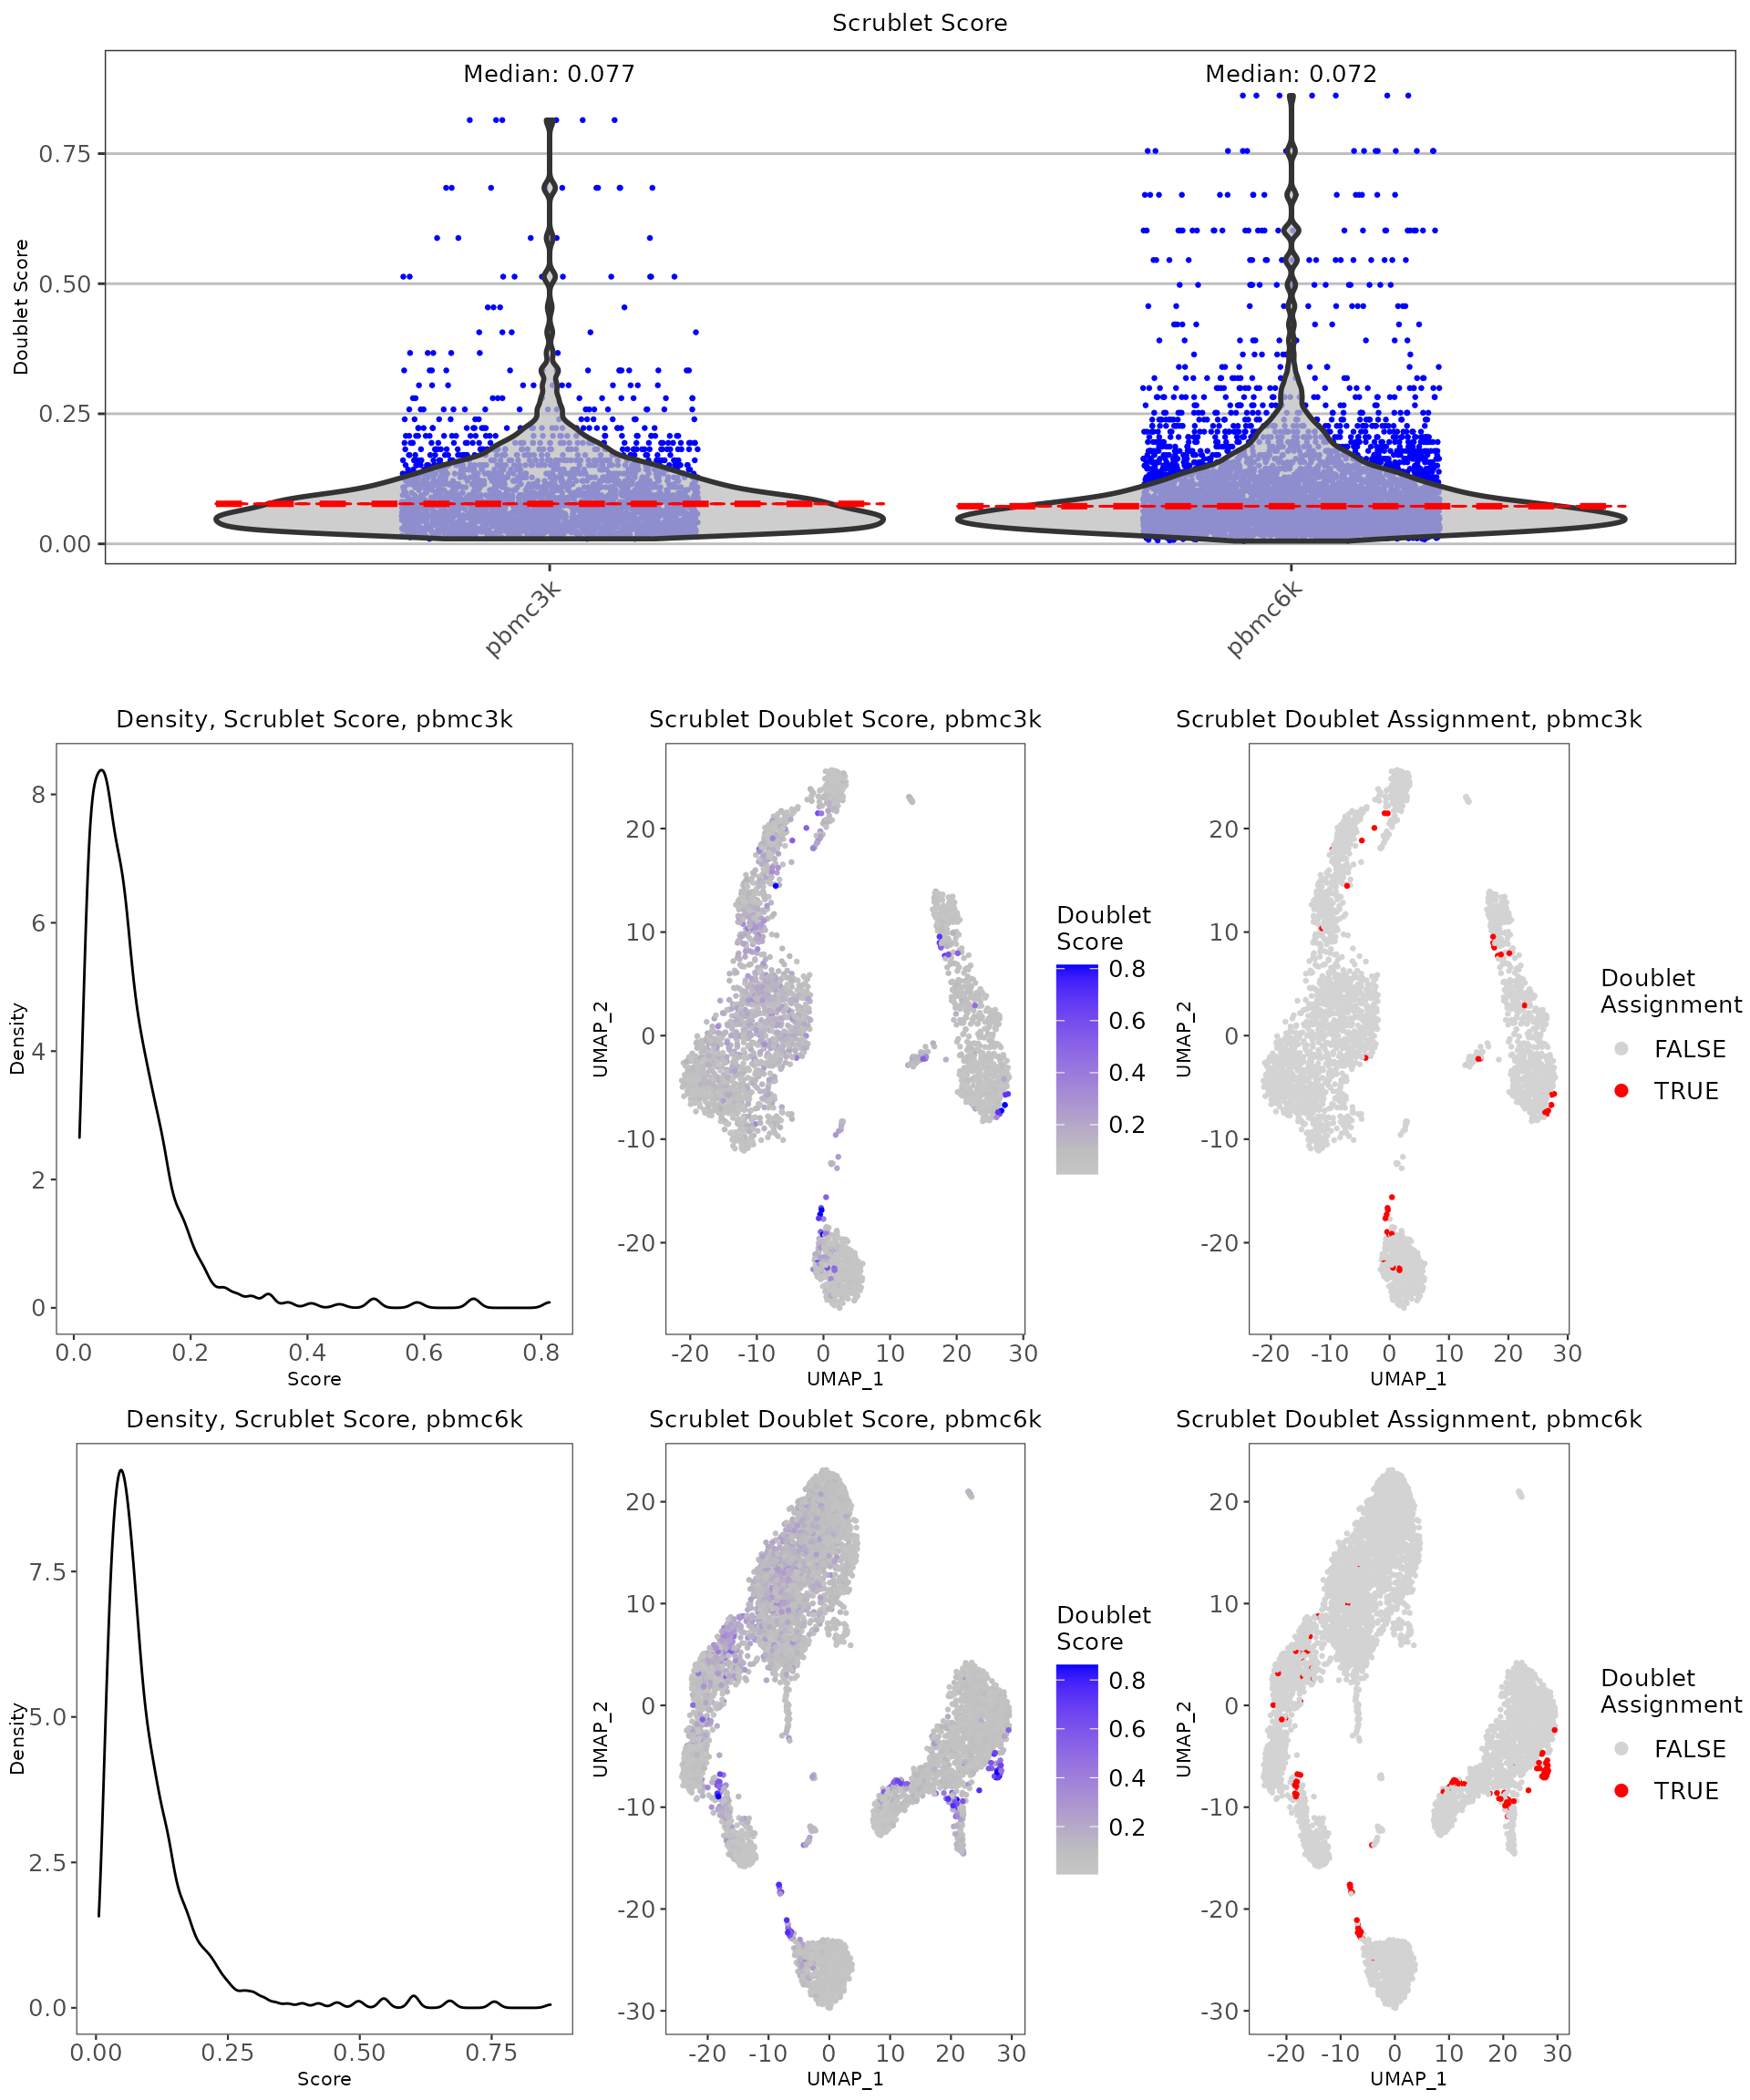 Scrublet Score
Median: 0.077
Median: 0.072
Doublet Score
0.75
0.50
0.25
0.00
pbmc3k
pbmc6k
Density, Scrublet Score, pbmc3k
Density
8
6
4
2
0
0.0 0.2 0.4 0.6 0.8
Score
Scrublet Doublet Score, pbmc3k
UMAP_2
20
10
0
-10
-20
-20 -10 0 10 20 30
UMAP_1
Doublet
Score
0.8
0.6
0.4
0.2
Scrublet Doublet Assignment, pbmc3k
UMAP_2
20
10
0
-10
-20
-20 -10 0 10 20 30
UMAP_1
Doublet
Assignment
FALSE
TRUE
Density, Scrublet Score, pbmc6k
Density
7.5
5.0
2.5
0.0
0.00 0.25 0.50 0.75
Score
Scrublet Doublet Score, pbmc6k
UMAP_2
20
10
0
-10
-20
-30
-20 -10 0 10 20 30
UMAP_1
Doublet
Score
0.8
0.6
0.4
0.2
Scrublet Doublet Assignment, pbmc6k
UMAP_2
20
10
0
-10
-20
-30
-20 -10 0 10 20 30
UMAP_1
Doublet
Assignment
FALSE
TRUE